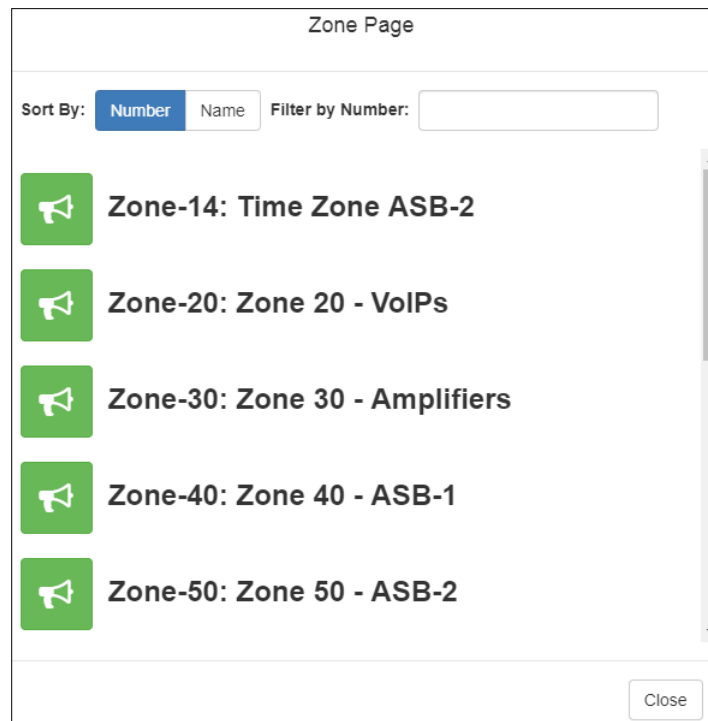 Zone Page
Sort By: Number Name Filter by Number:
Zone-14: Time Zone ASB-2
Zone-20: Zone 20 - VoIPs
Zone-30: Zone 30 - Amplifiers
Zone-40: Zone 40 - ASB-1
Zone-50: Zone 50 - ASB-2
Close